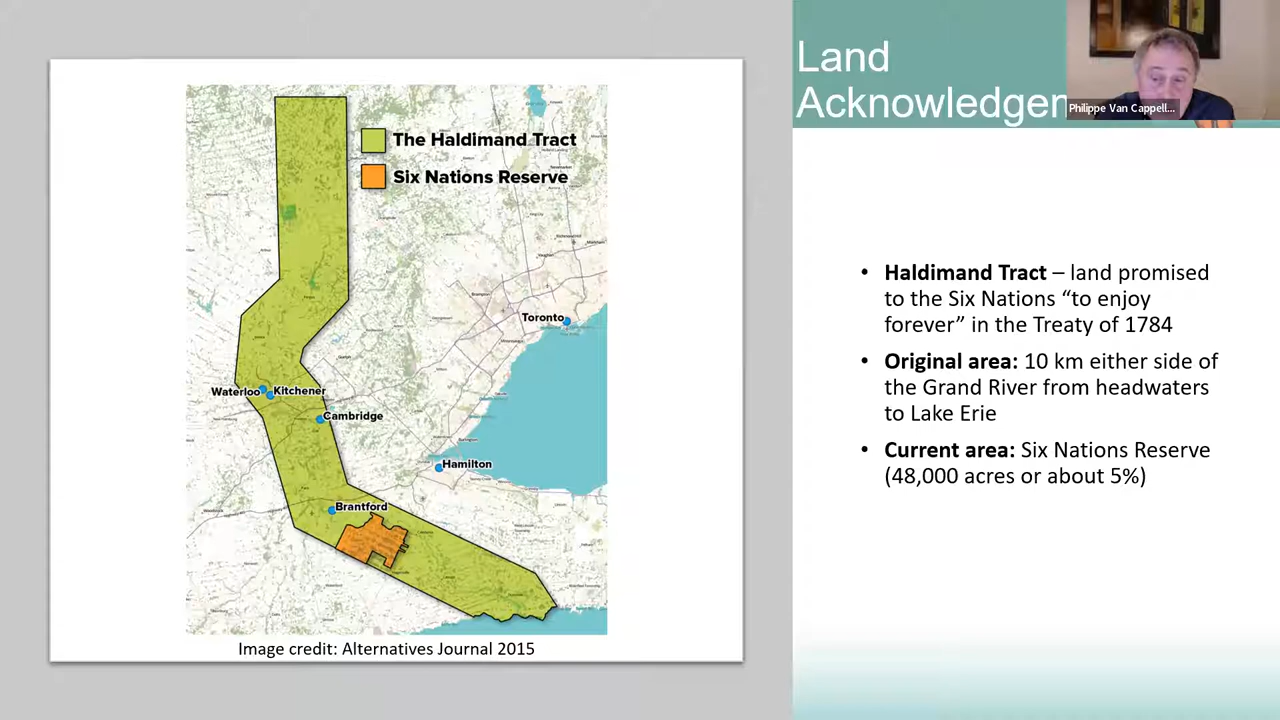 Land
Acknowledgem
Philippe Van Cappell...
The Haldimand Tract
Six Nations Reserve
Toronto
Waterloo
Kitchener
Cambridge
Hamilton
Brantford
Image credit: Alternatives Journal 2015
• Haldimand Tract – land promised
to the Six Nations “to enjoy
forever” in the Treaty of 1784
• Original area: 10 km either side of
the Grand River from headwaters
to Lake Erie
• Current area: Six Nations Reserve
(48,000 acres or about 5%)